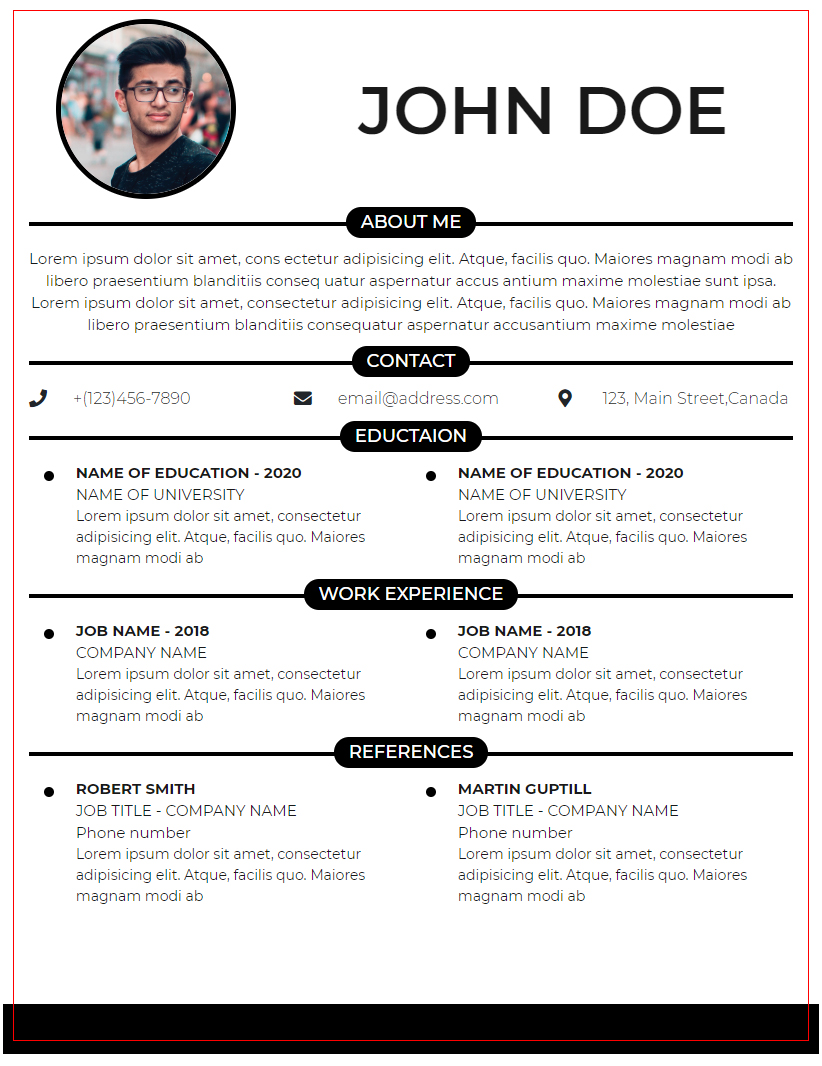 JOHN DOE
ABOUT ME
Lorem ipsum dolor sit amet, cons ectetur adipisicing elit. Atque, facilis quo. Maiores magnam modi ab
libero praesentium blanditiis conseq uatur aspernatur accus antium maxime molestiae sunt ipsa.
Lorem ipsum dolor sit amet, consectetur adipisicing elit. Atque, facilis quo. Maiores magnam modi ab
libero praesentium blanditiis consequatur aspernatur accusantium maxime molestiae
CONTACT
+(123)456-7890
email@address.com
123, Main Street,Canada
EDUCTAION
NAME OF EDUCATION - 2020
NAME OF UNIVERSITY
Lorem ipsum dolor sit amet, consectetur
adipisicing elit. Atque, facilis quo. Maiores
magnam modi ab
NAME OF EDUCATION - 2020
NAME OF UNIVERSITY
Lorem ipsum dolor sit amet, consectetur
adipisicing elit. Atque, facilis quo. Maiores
magnam modi ab
WORK EXPERIENCE
JOB NAME - 2018
COMPANY NAME
Lorem ipsum dolor sit amet, consectetur
adipisicing elit. Atque, facilis quo. Maiores
magnam modi ab
JOB NAME - 2018
COMPANY NAME
Lorem ipsum dolor sit amet, consectetur
adipisicing elit. Atque, facilis quo. Maiores
magnam modi ab
REFERENCES
ROBERT SMITH
JOB TITLE - COMPANY NAME
Phone number
Lorem ipsum dolor sit amet, consectetur
adipisicing elit. Atque, facilis quo. Maiores
magnam modi ab
MARTIN GUPTILL
JOB TITLE - COMPANY NAME
Phone number
Lorem ipsum dolor sit amet, consectetur
adipisicing elit. Atque, facilis quo. Maiores
magnam modi ab